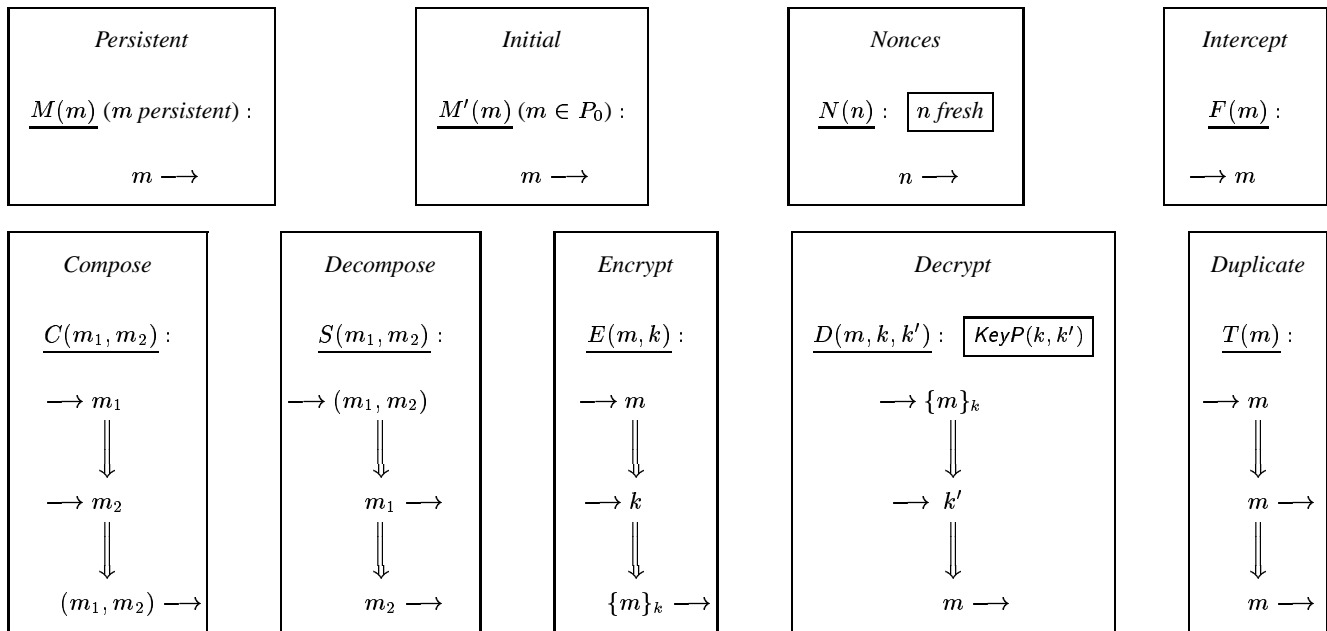 Persistent
M(m) (m persistent) :
m ⟶
Initial
M′(m) (m ∈ P₀) :
m ⟶
Nonces
N(n) : n fresh
n ⟶
Intercept
F(m) :
⟶ m
Compose
C(m₁, m₂) :
⟶ m₁
⟶ m₂
(m₁, m₂) ⟶
Decompose
S(m₁, m₂) :
⟶ (m₁, m₂)
m₁ ⟶
m₂ ⟶
Encrypt
E(m, k) :
⟶ m
⟶ k
{m}ₖ ⟶
Decrypt
D(m, k, k′) : KeyP(k, k′)
⟶ {m}ₖ
⟶ k′
m ⟶
Duplicate
T(m) :
⟶ m
m ⟶
m ⟶